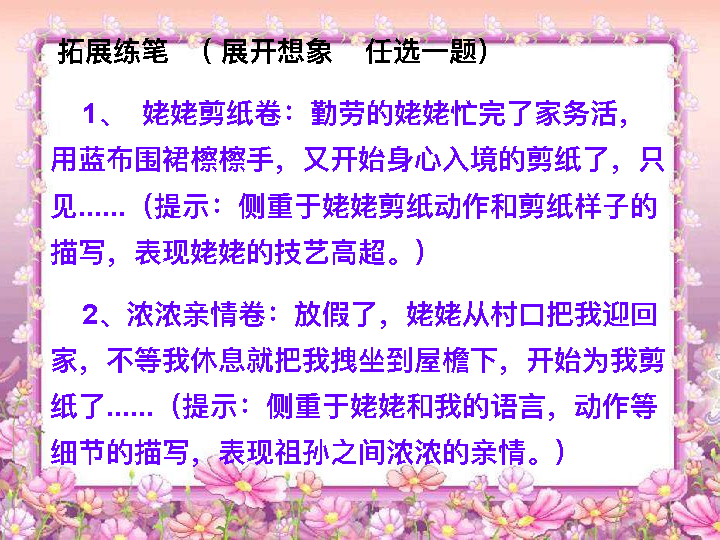 拓展练笔 （ 展开想象 任选一题）
1、 姥姥剪纸卷：勤劳的姥姥忙完了家务活，
用蓝布围裙檫檫手，又开始身心入境的剪纸了，只
见......（提示：侧重于姥姥剪纸动作和剪纸样子的
描写，表现姥姥的技艺高超。）
2、浓浓亲情卷：放假了，姥姥从村口把我迎回
家，不等我休息就把我拽坐到屋檐下，开始为我剪
纸了......（提示：侧重于姥姥和我的语言，动作等
细节的描写，表现祖孙之间浓浓的亲情。）